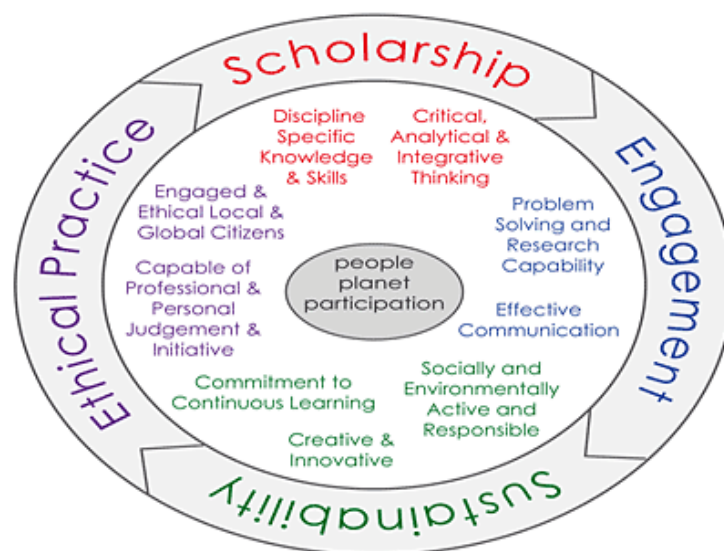 Scholarship
Discipline
Specific
Knowledge
& Skills
Critical,
Analytical &
Integrative
Thinking
Engagement
Problem
Solving and
Research
Capability
Effective
Communication
Sustainability
Socially and
Environmentally
Active and
Responsible
Creative &
Innovative
Commitment to
Continuous Learning
Ethical Practice
Capable of
Professional &
Personal
Judgement &
Initiative
Engaged &
Ethical Local &
Global Citizens
people
planet
participation